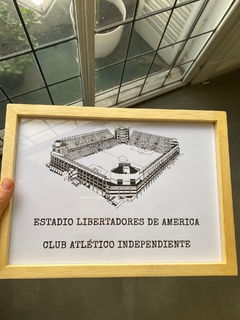 ESTADIO LIBERTADORES DE AMERICA
CLUB ATLÉTICO INDEPENDIENTE